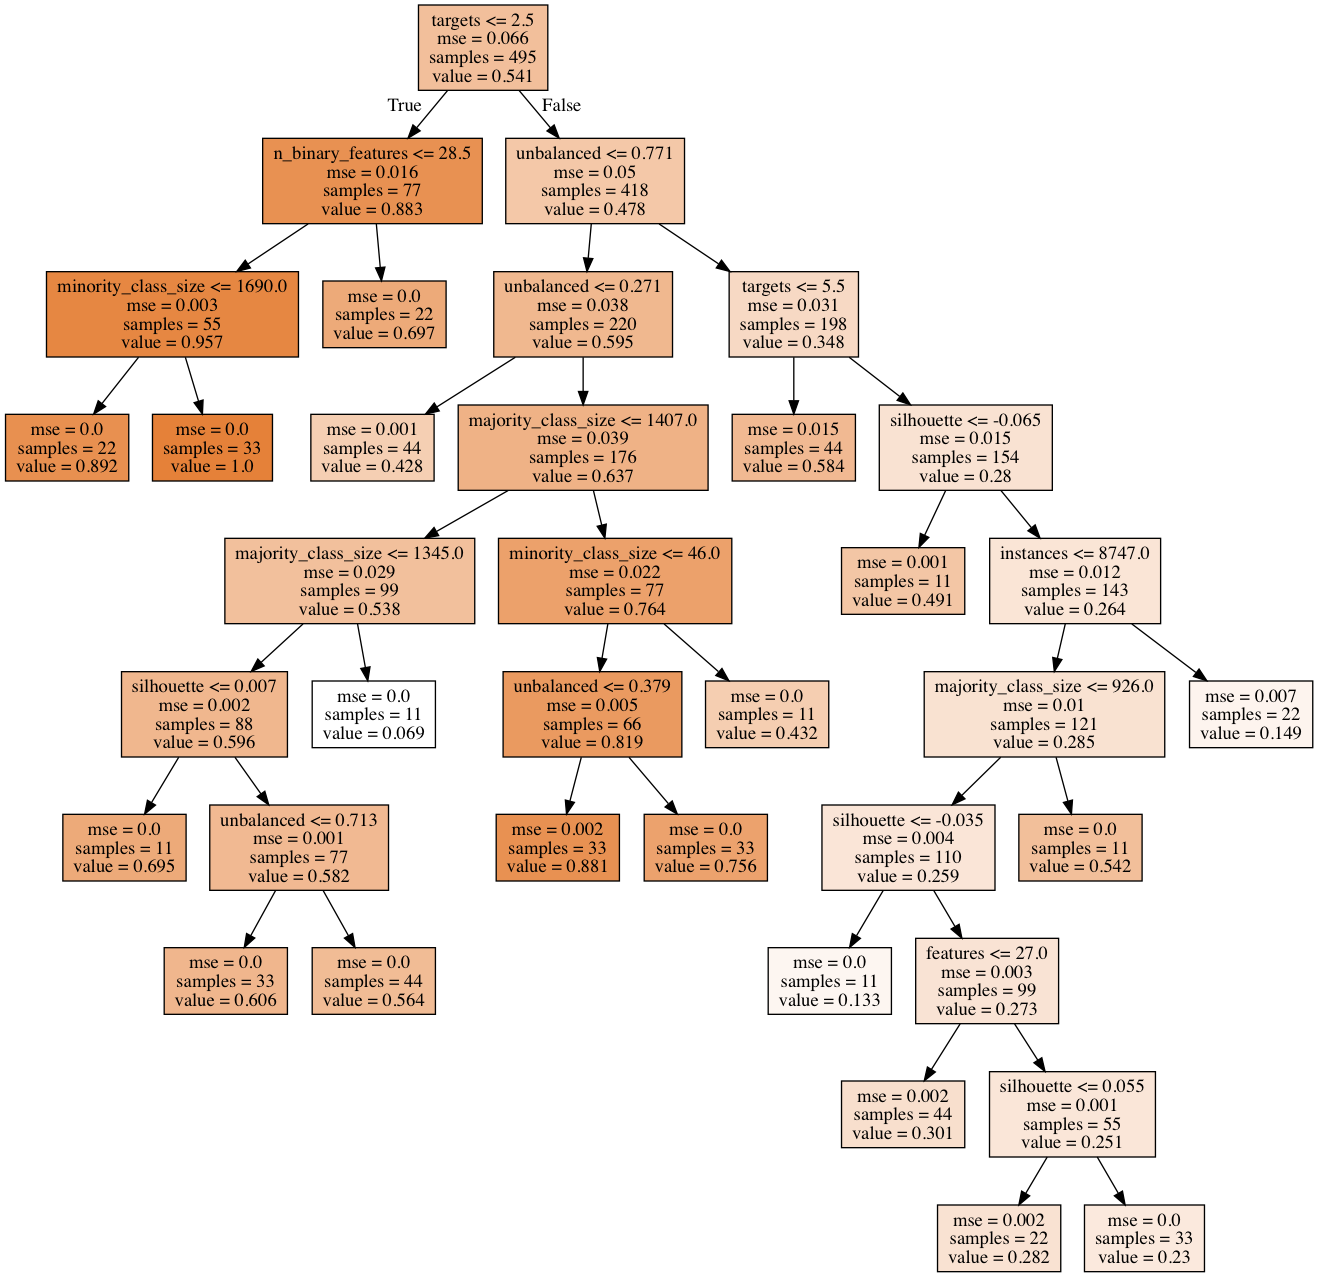 targets <= 2.5
mse = 0.066
samples = 495
value = 0.541
True
False
n_binary_features <= 28.5
mse = 0.016
samples = 77
value = 0.883
unbalanced <= 0.771
mse = 0.05
samples = 418
value = 0.478
minority_class_size <= 1690.0
mse = 0.003
samples = 55
value = 0.957
mse = 0.0
samples = 22
value = 0.697
unbalanced <= 0.271
mse = 0.038
samples = 220
value = 0.595
targets <= 5.5
mse = 0.031
samples = 198
value = 0.348
mse = 0.0
samples = 22
value = 0.892
mse = 0.0
samples = 33
value = 1.0
mse = 0.001
samples = 44
value = 0.428
majority_class_size <= 1407.0
mse = 0.039
samples = 176
value = 0.637
mse = 0.015
samples = 44
value = 0.584
silhouette <= -0.065
mse = 0.015
samples = 154
value = 0.28
majority_class_size <= 1345.0
mse = 0.029
samples = 99
value = 0.538
minority_class_size <= 46.0
mse = 0.022
samples = 77
value = 0.764
mse = 0.001
samples = 11
value = 0.491
instances <= 8747.0
mse = 0.012
samples = 143
value = 0.264
silhouette <= 0.007
mse = 0.002
samples = 88
value = 0.596
mse = 0.0
samples = 11
value = 0.069
unbalanced <= 0.379
mse = 0.005
samples = 66
value = 0.819
mse = 0.0
samples = 11
value = 0.432
majority_class_size <= 926.0
mse = 0.01
samples = 121
value = 0.285
mse = 0.007
samples = 22
value = 0.149
mse = 0.0
samples = 11
value = 0.695
unbalanced <= 0.713
mse = 0.001
samples = 77
value = 0.582
mse = 0.002
samples = 33
value = 0.881
mse = 0.0
samples = 33
value = 0.756
silhouette <= -0.035
mse = 0.004
samples = 110
value = 0.259
mse = 0.0
samples = 11
value = 0.542
mse = 0.0
samples = 33
value = 0.606
mse = 0.0
samples = 44
value = 0.564
mse = 0.0
samples = 11
value = 0.133
features <= 27.0
mse = 0.003
samples = 99
value = 0.273
mse = 0.002
samples = 44
value = 0.301
silhouette <= 0.055
mse = 0.001
samples = 55
value = 0.251
mse = 0.002
samples = 22
value = 0.282
mse = 0.0
samples = 33
value = 0.23